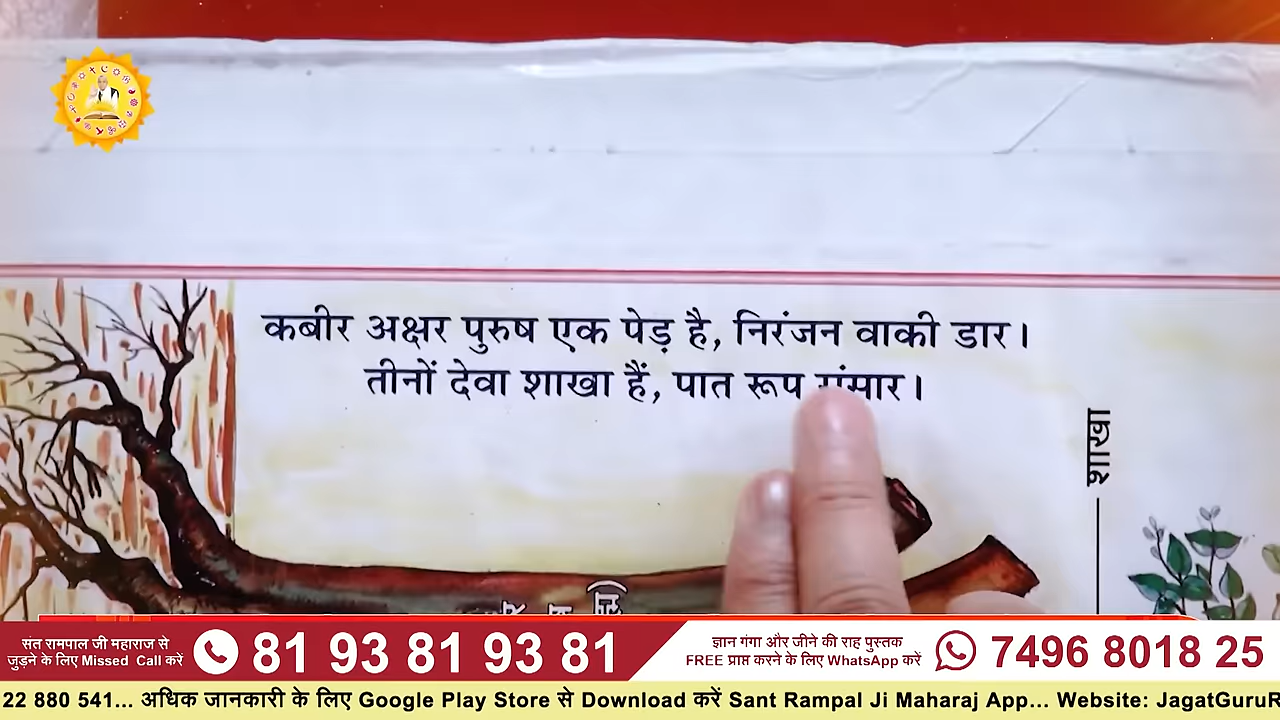 कबीर अक्षर पुरुष एक पेड़ है, निरंजन वाकी डार।
तीनों देवा शाखा हैं, पात रूप संसार।
शाखा
संत रामपाल जी महाराज से
जुड़ने के लिए Missed Call करें
81 93 81 93 81
ज्ञान गंगा और जीने की राह पुस्तक
FREE प्राप्त करने के लिए WhatsApp करें
7496 8018 25
22 880 541... अधिक जानकारी के लिए Google Play Store से Download करें Sant Rampal Ji Maharaj App... Website: JagatGuruR